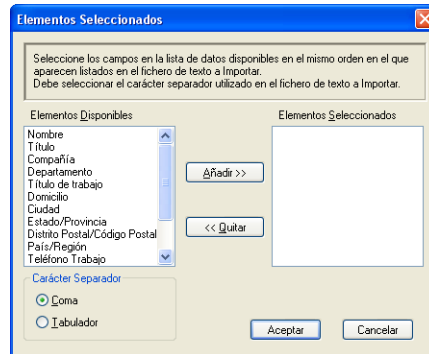 Elementos Seleccionados
Seleccione los campos en la lista de datos disponibles en el mismo orden en el que
aparecen listados en el fichero de texto a Importar.
Debe seleccionar el carácter separador utilizado en el fichero de texto a Importar.
Elementos Disponibles
Elementos Seleccionados
Nombre
Título
Compañía
Departamento
Título de trabajo
Domicilio
Ciudad
Estado/Provincia
Distrito Postal/Código Postal
País/Región
Teléfono Trabajo
Añadir >>
<< Quitar
Carácter Separador
Coma
Tabulador
Aceptar
Cancelar